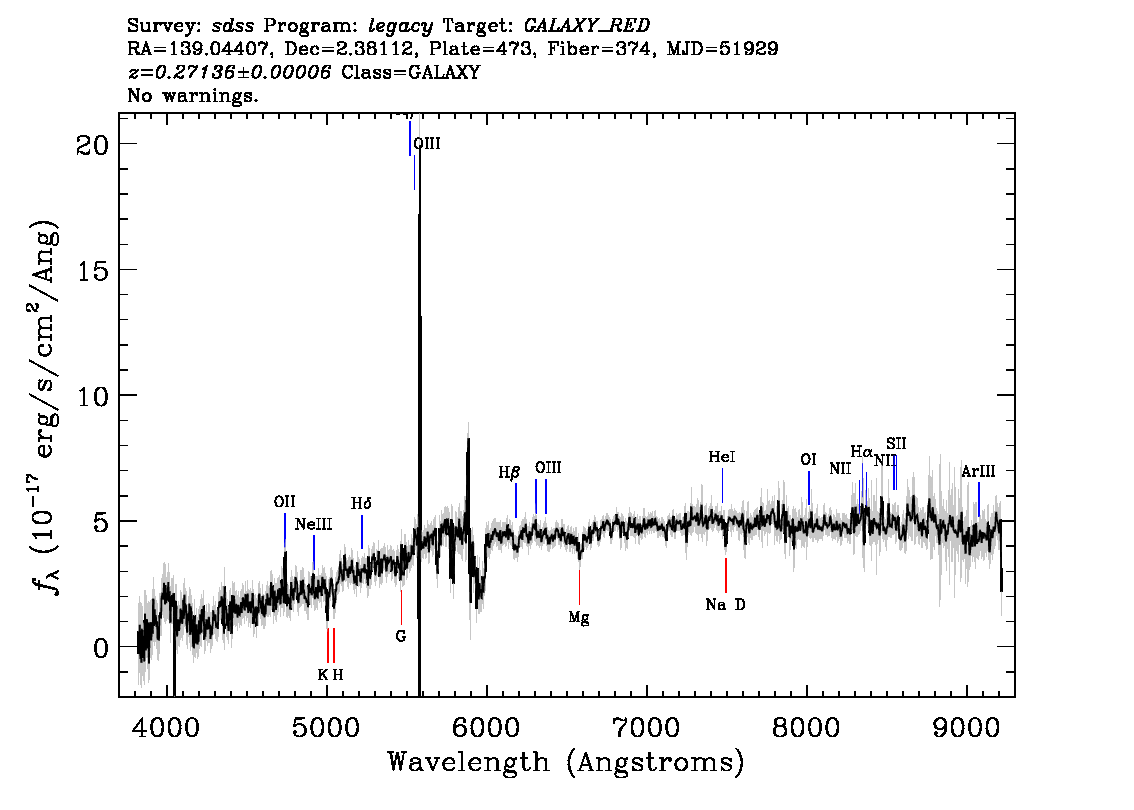 Survey: sdss Program: legacy Target: GALAXY_RED
RA=139.04407, Dec=2.38112, Plate=473, Fiber=374, MJD=51929
z=0.27136±0.00006 Class=GALAXY
No warnings.
20
15
10
5
0
fλ (10⁻¹⁷ erg/s/cm²/Ang)
OIII
OII
NeIII
Hδ
Hβ
OIII
HeI
OI
NII
Hα
NII
SII
ArIII
K H
G
Mg
Na D
4000 5000 6000 7000 8000 9000
Wavelength (Angstroms)